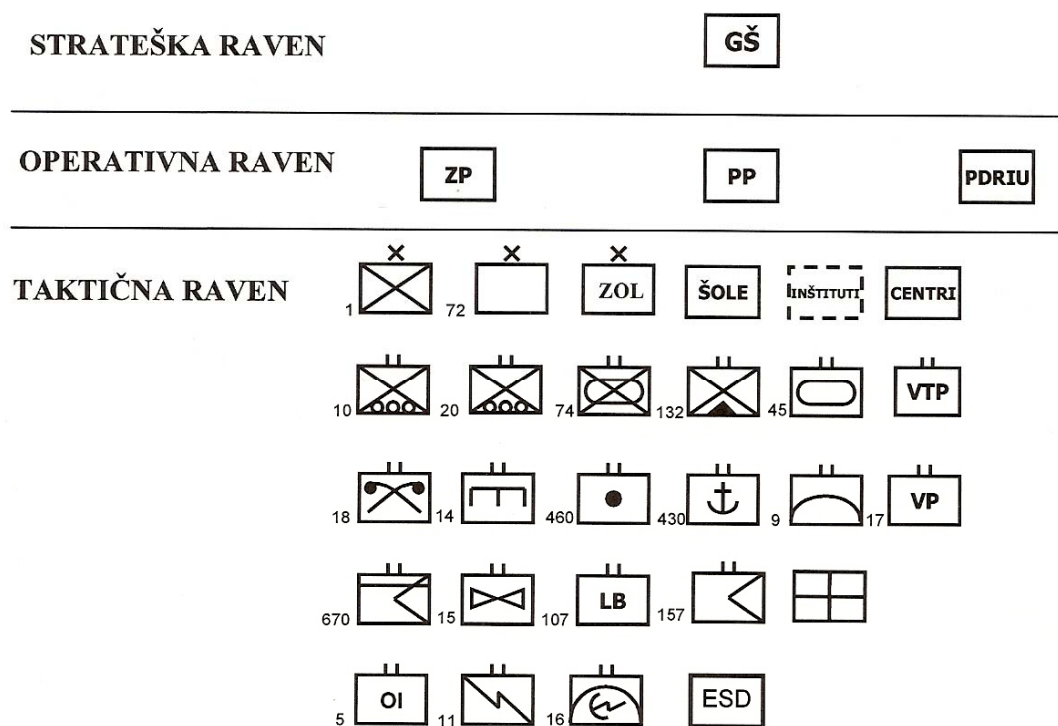 STRATEŠKA RAVEN GŠ
OPERATIVNA RAVEN ZP PP PDRIU
TAKTIČNA RAVEN 1 72 ZOL ŠOLE INŠTITUTI CENTRI
10 20 74 132 45 VTP
18 14 460 430 9 17 VP
670 15 107 LB 157
5 OI 11 16 ESD